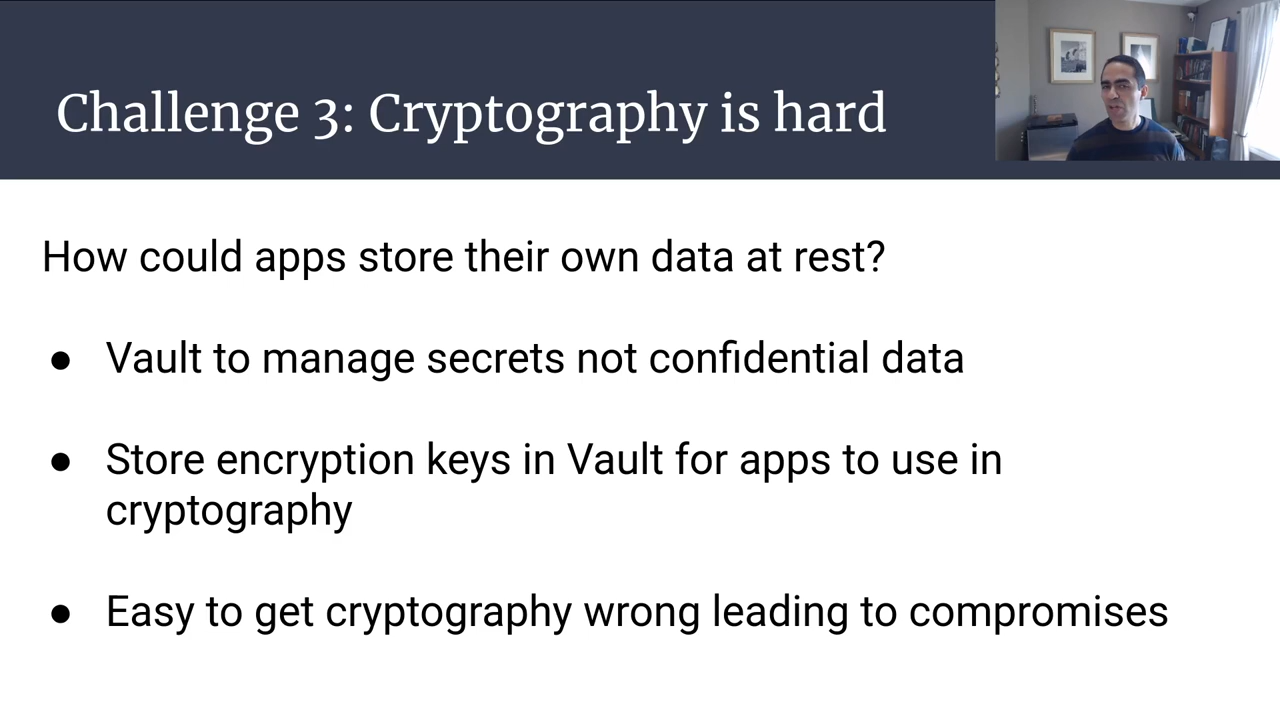 Challenge 3: Cryptography is hard
How could apps store their own data at rest?
● Vault to manage secrets not confidential data
● Store encryption keys in Vault for apps to use in
cryptography
● Easy to get cryptography wrong leading to compromises